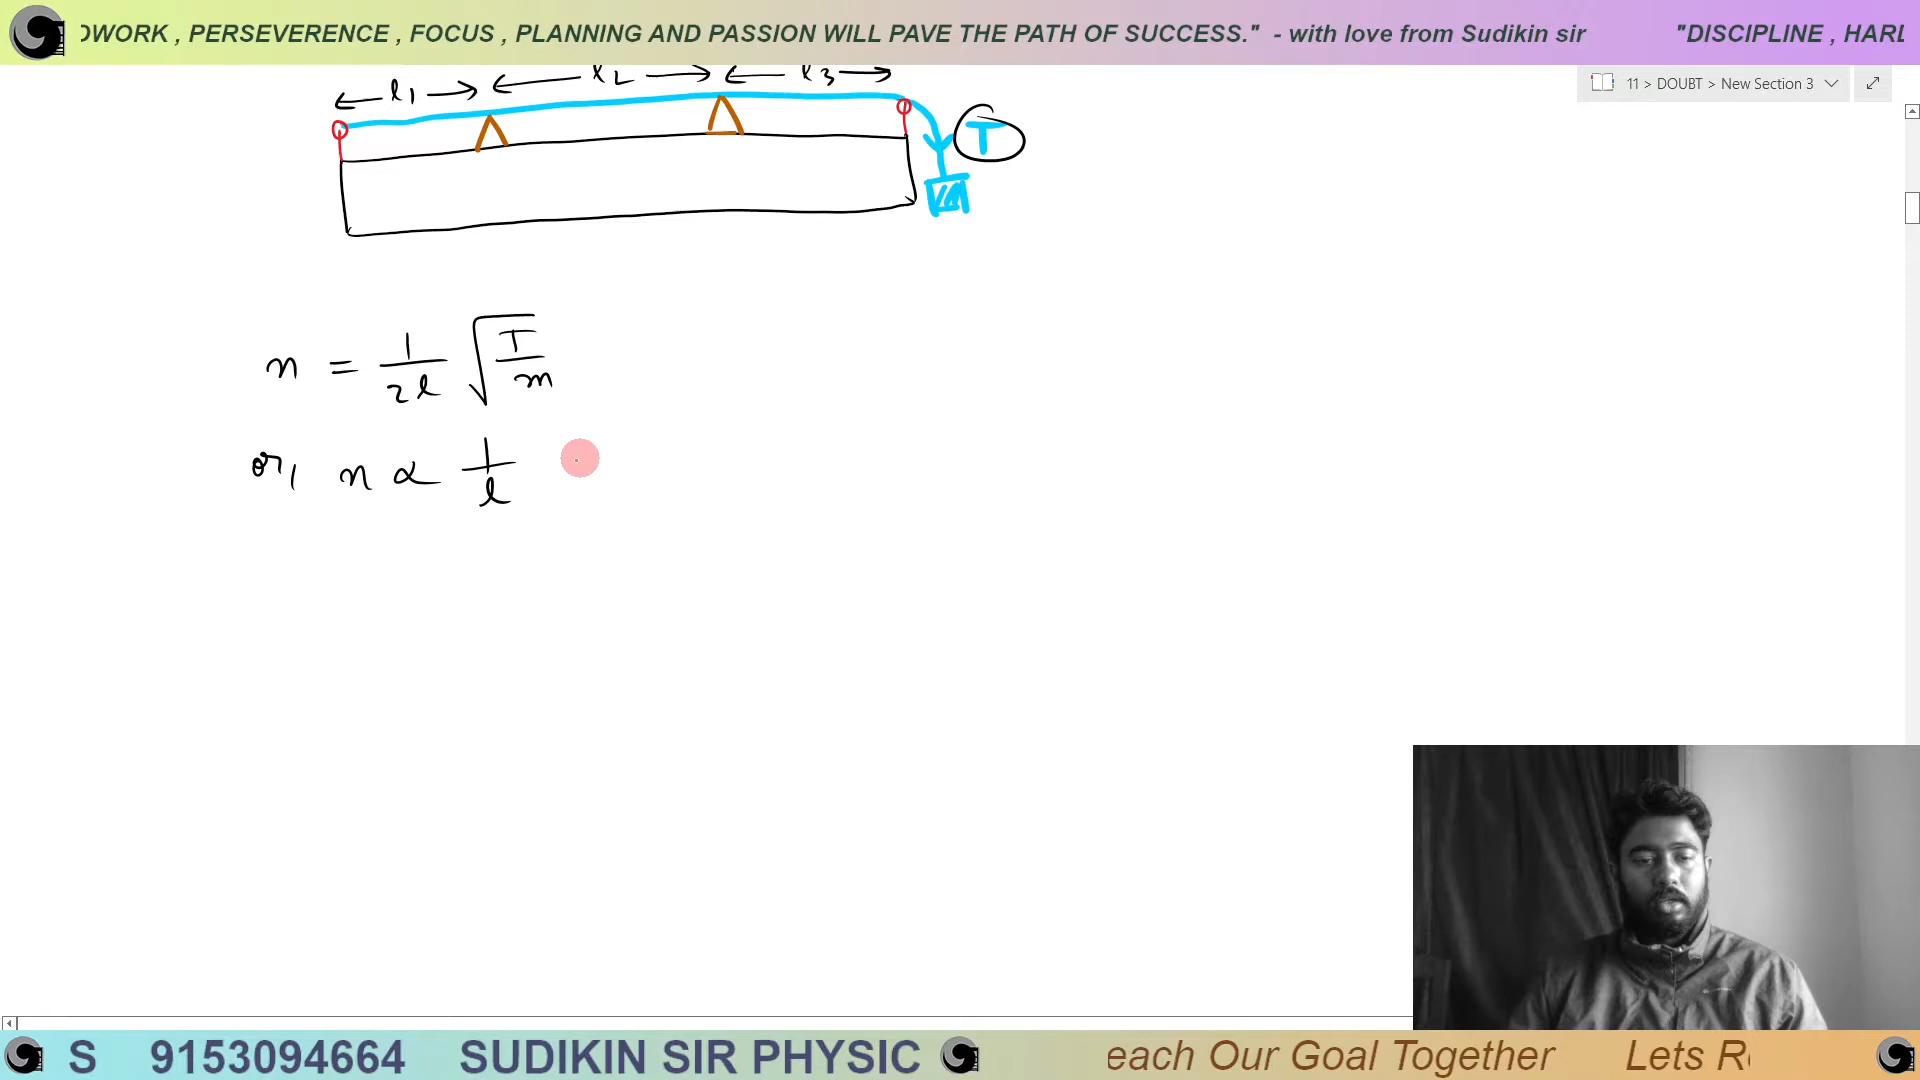 DWORK , PERSEVERENCE , FOCUS , PLANNING AND PASSION WILL PAVE THE PATH OF SUCCESS." - with love from Sudikin sir "DISCIPLINE , HARD
11 > DOUBT > New Section 3
l1 l2 l3
T
n = 1/2l √T/m
or, n ∝ 1/l
S 9153094664 SUDIKIN SIR PHYSIC each Our Goal Together Lets Re